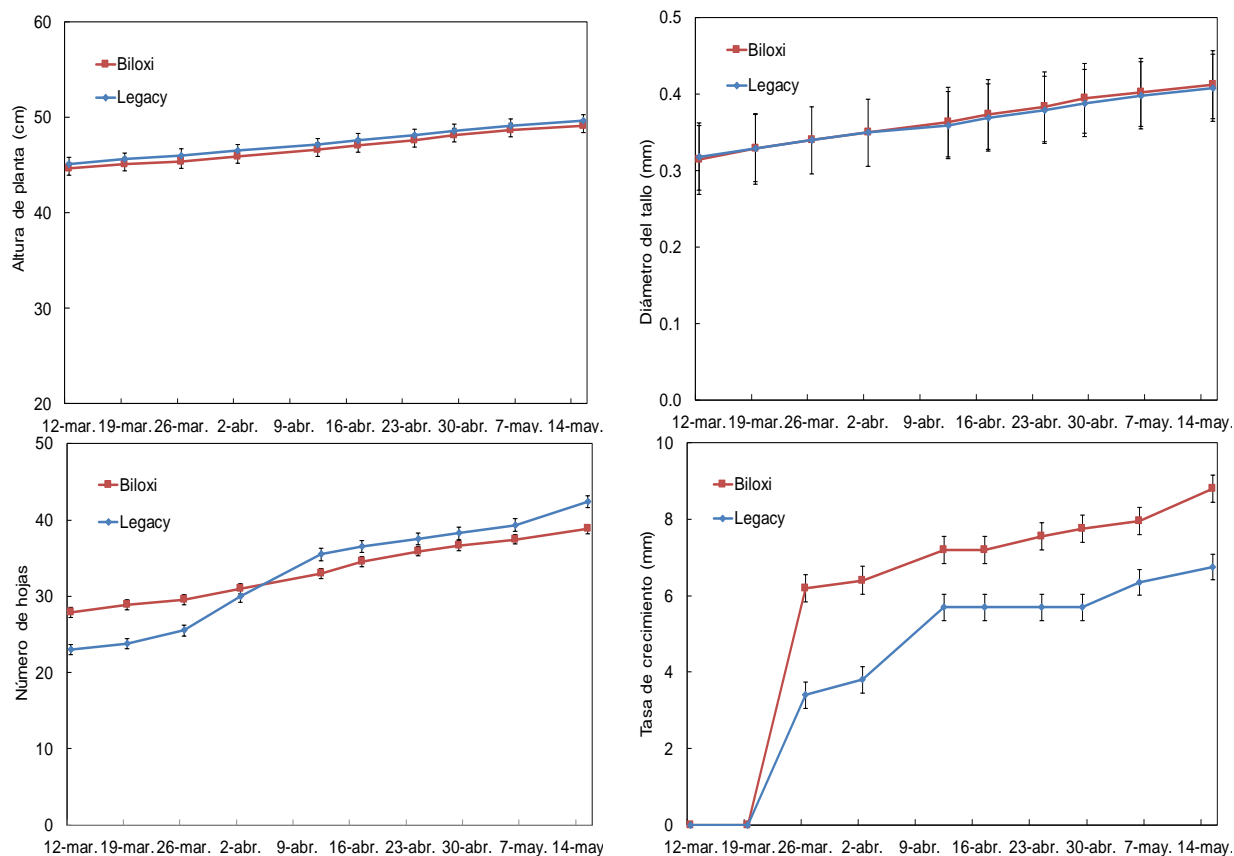 60
50
40
30
20
Altura de planta (cm)
Biloxi
Legacy
12-mar. 19-mar. 26-mar. 2-abr. 9-abr. 16-abr. 23-abr. 30-abr. 7-may. 14-may.
0.5
0.4
0.3
0.2
0.1
0.0
Diámetro del tallo (mm)
Biloxi
Legacy
12-mar. 19-mar. 26-mar. 2-abr. 9-abr. 16-abr. 23-abr. 30-abr. 7-may. 14-may.
50
40
30
20
10
0
Número de hojas
Biloxi
Legacy
12-mar. 19-mar. 26-mar. 2-abr. 9-abr. 16-abr. 23-abr. 30-abr. 7-may. 14-may
10
8
6
4
2
0
Tasa de crecimiento (mm)
Biloxi
Legacy
12-mar. 19-mar. 26-mar. 2-abr. 9-abr. 16-abr. 23-abr. 30-abr. 7-may. 14-may.